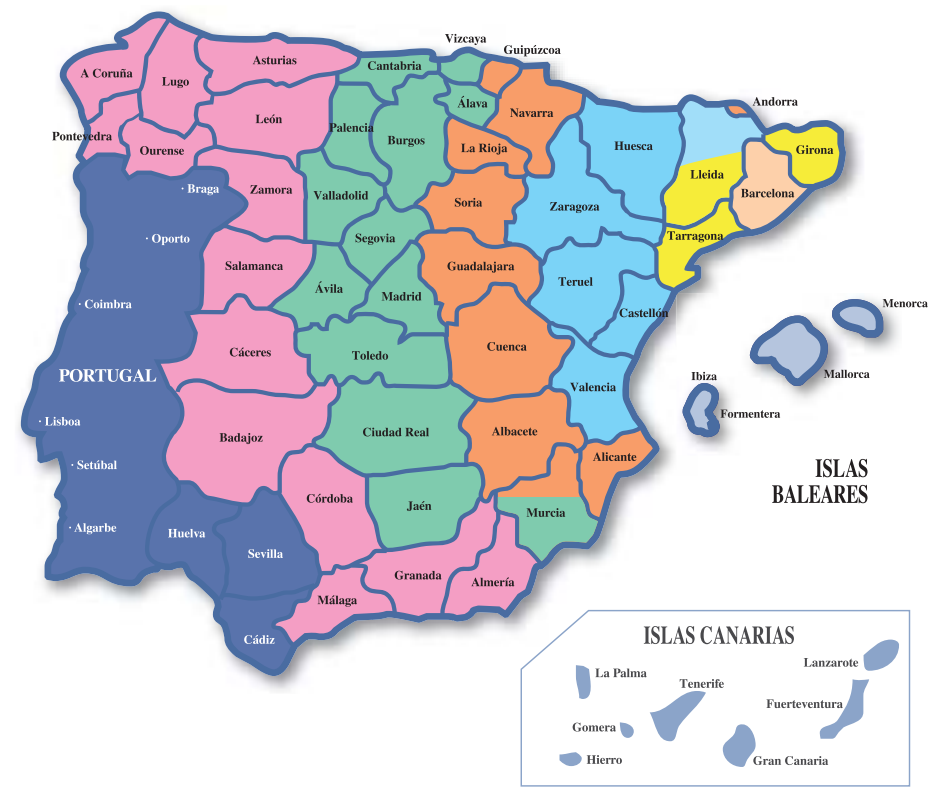 Vizcaya
Guipúzcoa
Asturias
Cantabria
A Coruña
Lugo
León
Álava
Navarra
Andorra
Palencia
Burgos
La Rioja
Pontevedra
Ourense
Huesca
Girona
Lleida
Braga
Zamora
Valladolid
Soria
Zaragoza
Barcelona
Oporto
Segovia
Tarragona
Salamanca
Guadalajara
Ávila
Madrid
Teruel
Coimbra
Castellón
Menorca
Cáceres
Toledo
Cuenca
PORTUGAL
Valencia
Ibiza
Mallorca
Formentera
Lisboa
Badajoz
Ciudad Real
Albacete
Alicante
Setúbal
ISLAS
BALEARES
Córdoba
Jaén
Murcia
Algarbe
Huelva
Sevilla
Granada
Almería
Málaga
Cádiz
ISLAS CANARIAS
Lanzarote
La Palma
Tenerife
Fuerteventura
Gomera
Hierro
Gran Canaria